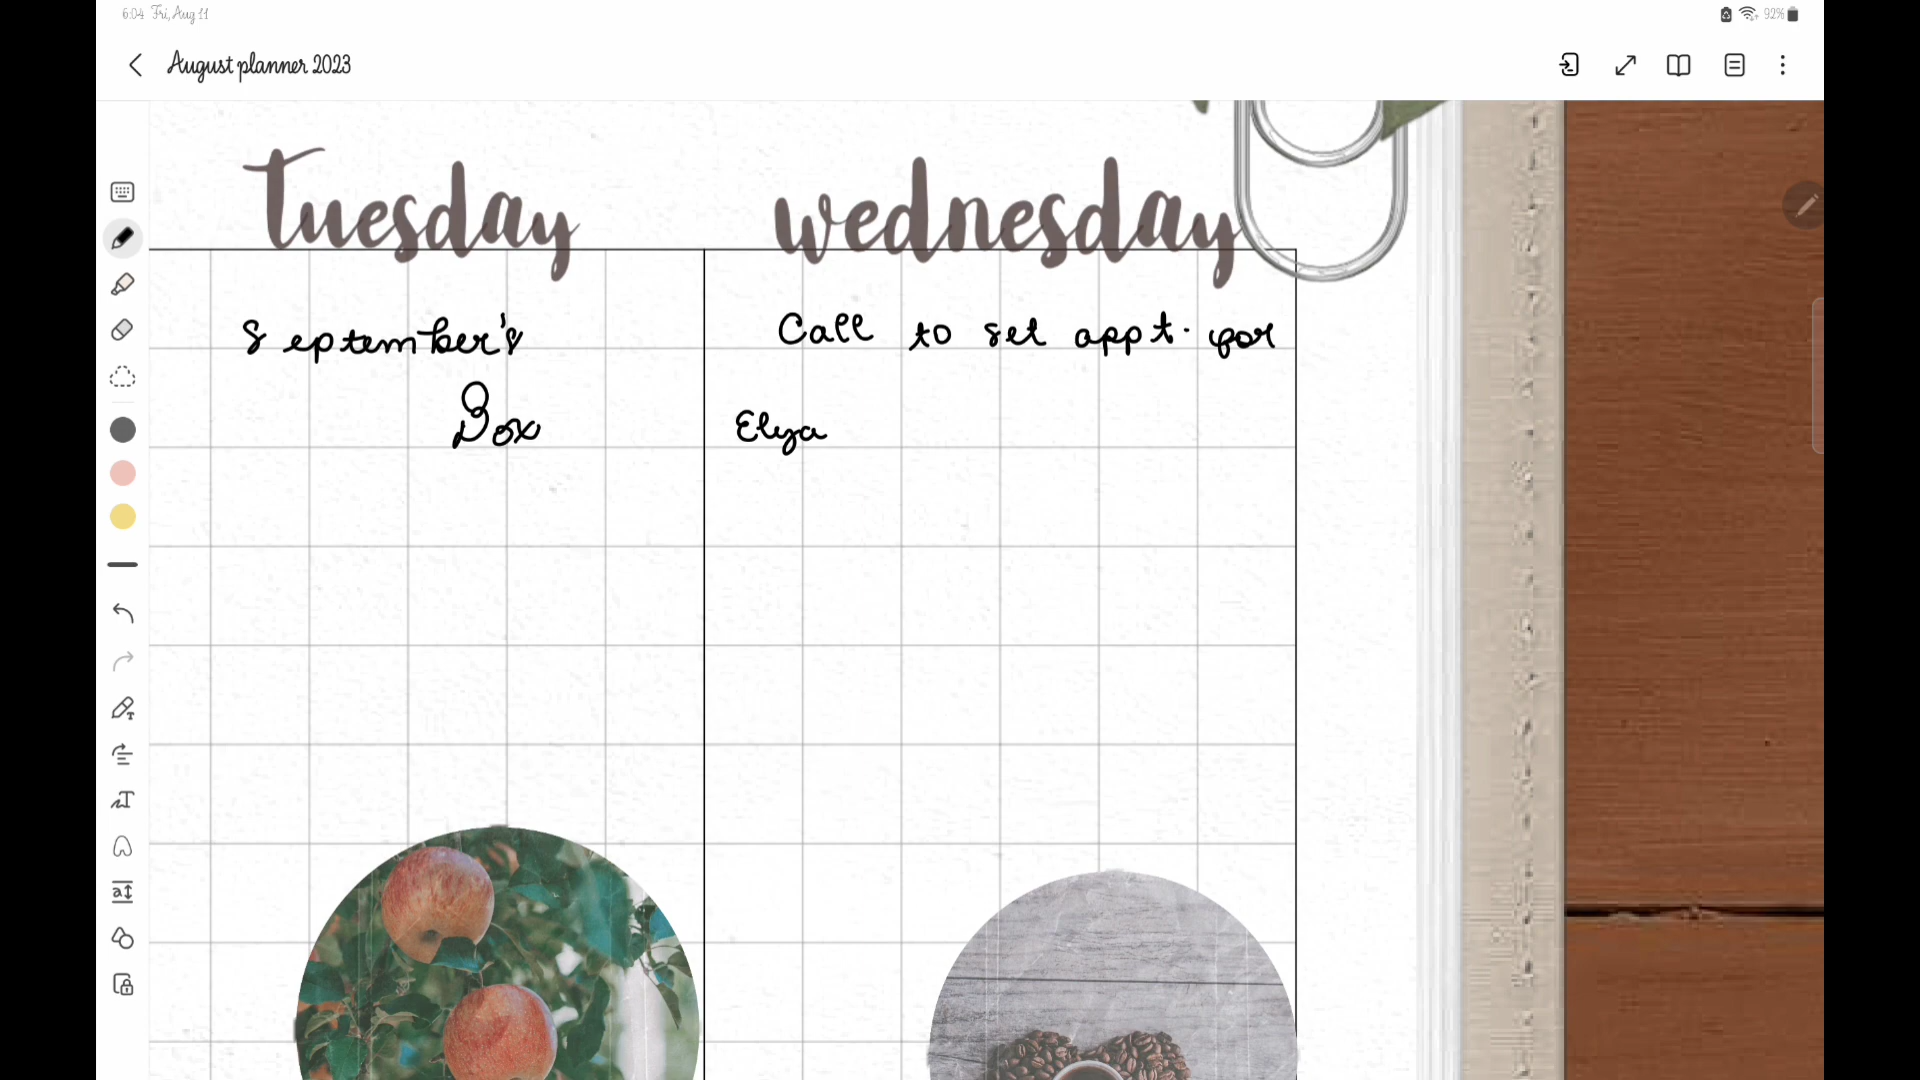 6:04 Fri, Aug 11
92%
August planner 2023
Tuesday
wednesday
September's
Box
Call to set appt. for
Elya